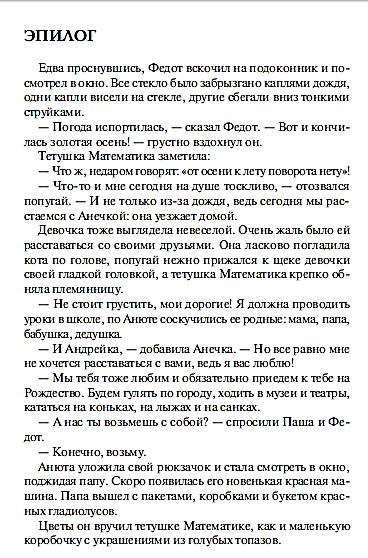 ЭПИЛОГ
Едва проснувшись, Федот вскочил на подоконник и по-
смотрел в окно. Все стекло было забрызгано каплями дождя,
одни капли висели на стекле, другие сбегали вниз тонкими
струйками.
— Погода испортилась, — сказал Федот. — Вот и кончи-
лась золотая осень! — грустно вздохнул он.
Тетушка Математика заметила:
— Что ж, недаром говорят: «от осени к лету поворота нету»!
— Что-то и мне сегодня на душе тоскливо, — отозвался
попугай. — И не только из-за дождя, ведь сегодня мы рас-
стаемся с Анечкой: она уезжает домой.
Девочка тоже выглядела невеселой. Очень жаль было ей
расставаться со своими друзьями. Она ласково погладила
кота по голове, попугай нежно прижался к щеке девочки
своей гладкой головкой, а тетушка Математика крепко об-
няла племянницу.
— Не стоит грустить, мои дорогие! Я должна проводить
уроки в школе, по Анюте соскучились ее родные: мама, папа,
бабушка, дедушка.
— И Андрейка, — добавила Анечка. — Но все равно мне
не хочется расставаться с вами, ведь я вас люблю!
— Мы тебя тоже любим и обязательно приедем к тебе на
Рождество. Будем гулять по городу, ходить в музеи и театры,
кататься на коньках, на лыжах и на санках.
— А нас ты возьмешь с собой? — спросили Паша и Фе-
дот.
— Конечно, возьму.
Анюта уложила свой рюкзачок и стала смотреть в окно,
поджидая папу. Скоро появилась его новенькая красная ма-
шина. Папа вышел с пакетами, коробками и букетом крас-
ных гладиолусов.
Цветы он вручил тетушке Математике, как и маленькую
коробочку с украшениями из голубых топазов.